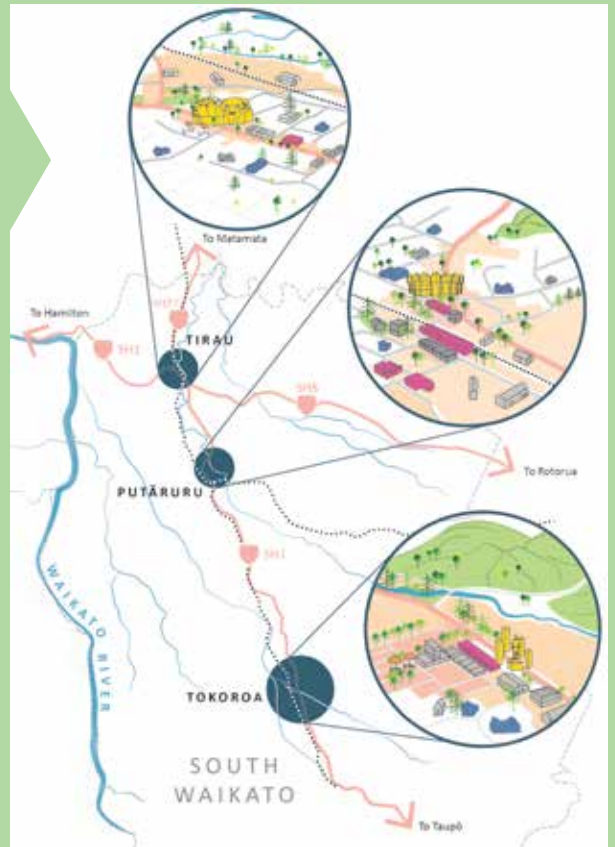 To Matamata
To Hamilton
SH27
SH1
TIRAU
SH5
To Rotorua
PUTĀRURU
SH1
WAIKATO RIVER
TOKOROA
SOUTH
WAIKATO
To Taupō